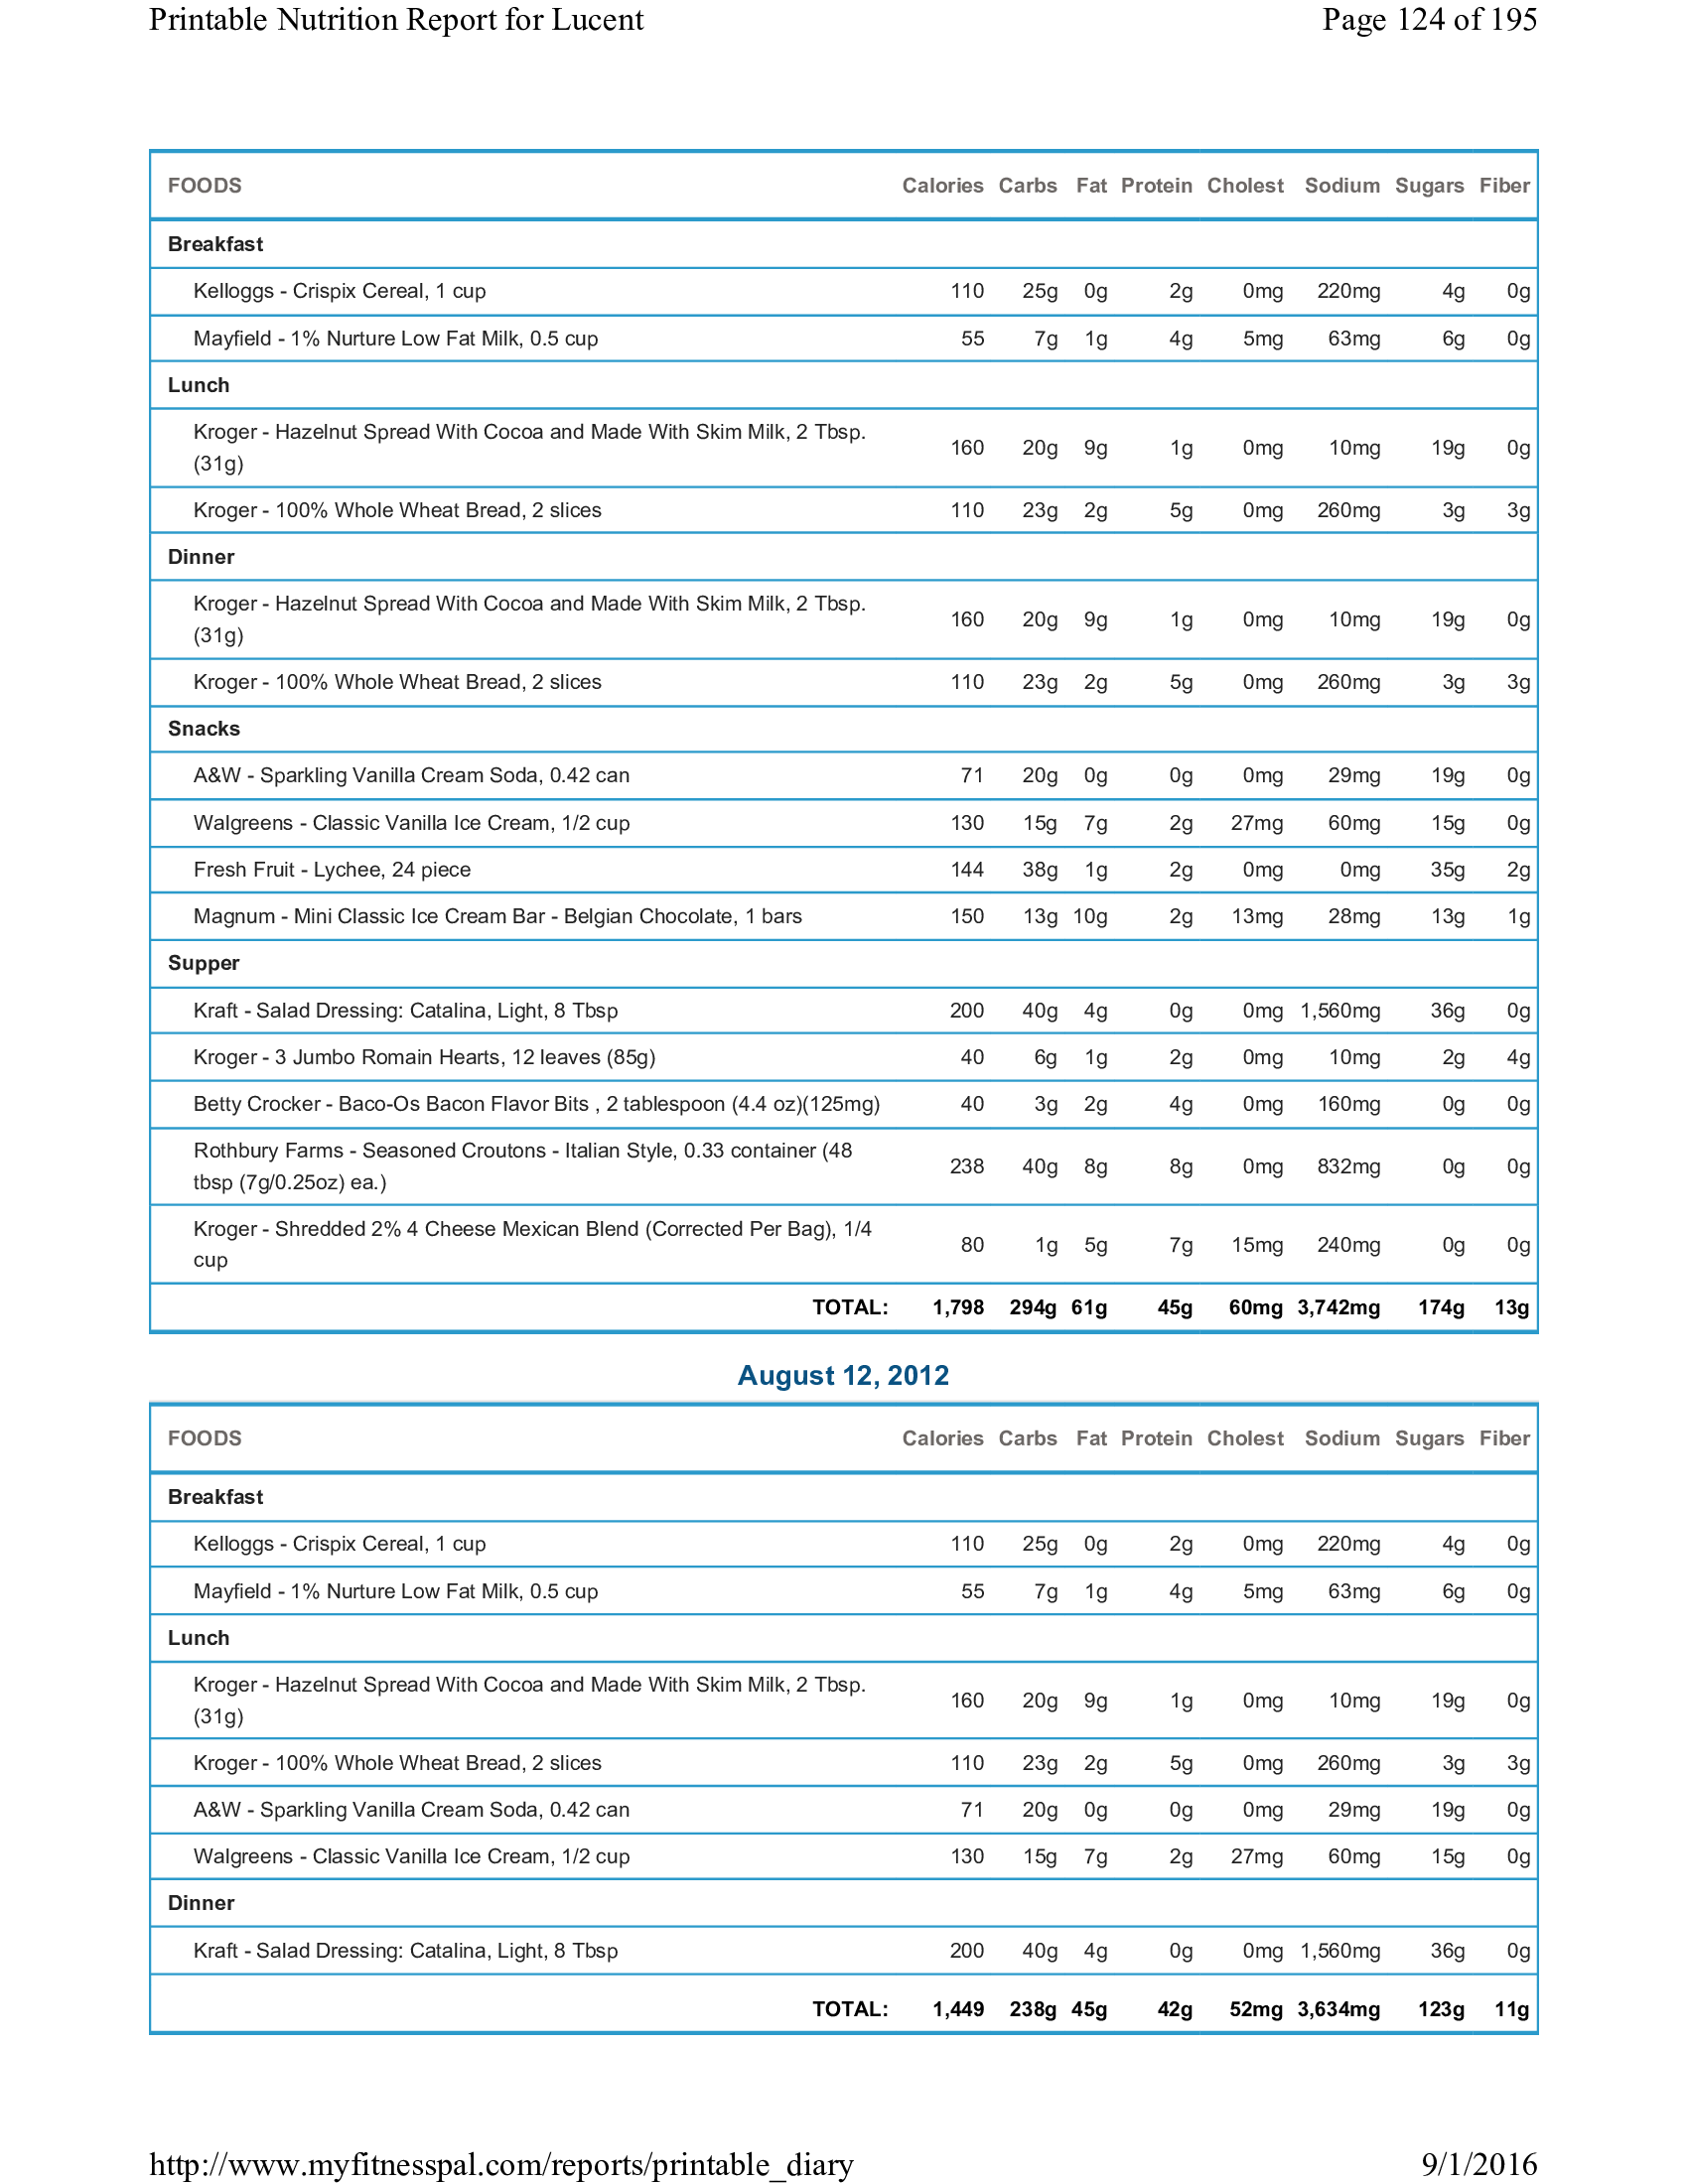 Printable Nutrition Report for Lucent Page 124 of 195
FOODS Calories Carbs Fat Protein Cholest Sodium Sugars Fiber
Breakfast
Kelloggs - Crispix Cereal, 1 cup 110 25g 0g 2g 0mg 220mg 4g 0g
Mayfield - 1% Nurture Low Fat Milk, 0.5 cup 55 7g 1g 4g 5mg 63mg 6g 0g
Lunch
Kroger - Hazelnut Spread With Cocoa and Made With Skim Milk, 2 Tbsp.
(31g) 160 20g 9g 1g 0mg 10mg 19g 0g
Kroger - 100% Whole Wheat Bread, 2 slices 110 23g 2g 5g 0mg 260mg 3g 3g
Dinner
Kroger - Hazelnut Spread With Cocoa and Made With Skim Milk, 2 Tbsp.
(31g) 160 20g 9g 1g 0mg 10mg 19g 0g
Kroger - 100% Whole Wheat Bread, 2 slices 110 23g 2g 5g 0mg 260mg 3g 3g
Snacks
A&W - Sparkling Vanilla Cream Soda, 0.42 can 71 20g 0g 0g 0mg 29mg 19g 0g
Walgreens - Classic Vanilla Ice Cream, 1/2 cup 130 15g 7g 2g 27mg 60mg 15g 0g
Fresh Fruit - Lychee, 24 piece 144 38g 1g 2g 0mg 0mg 35g 2g
Magnum - Mini Classic Ice Cream Bar - Belgian Chocolate, 1 bars 150 13g 10g 2g 13mg 28mg 13g 1g
Supper
Kraft - Salad Dressing: Catalina, Light, 8 Tbsp 200 40g 4g 0g 0mg 1,560mg 36g 0g
Kroger - 3 Jumbo Romain Hearts, 12 leaves (85g) 40 6g 1g 2g 0mg 10mg 2g 4g
Betty Crocker - Baco-Os Bacon Flavor Bits , 2 tablespoon (4.4 oz)(125mg) 40 3g 2g 4g 0mg 160mg 0g 0g
Rothbury Farms - Seasoned Croutons - Italian Style, 0.33 container (48
tbsp (7g/0.25oz) ea.) 238 40g 8g 8g 0mg 832mg 0g 0g
Kroger - Shredded 2% 4 Cheese Mexican Blend (Corrected Per Bag), 1/4
cup 80 1g 5g 7g 15mg 240mg 0g 0g
TOTAL: 1,798 294g 61g 45g 60mg 3,742mg 174g 13g
August 12, 2012
FOODS Calories Carbs Fat Protein Cholest Sodium Sugars Fiber
Breakfast
Kelloggs - Crispix Cereal, 1 cup 110 25g 0g 2g 0mg 220mg 4g 0g
Mayfield - 1% Nurture Low Fat Milk, 0.5 cup 55 7g 1g 4g 5mg 63mg 6g 0g
Lunch
Kroger - Hazelnut Spread With Cocoa and Made With Skim Milk, 2 Tbsp.
(31g) 160 20g 9g 1g 0mg 10mg 19g 0g
Kroger - 100% Whole Wheat Bread, 2 slices 110 23g 2g 5g 0mg 260mg 3g 3g
A&W - Sparkling Vanilla Cream Soda, 0.42 can 71 20g 0g 0g 0mg 29mg 19g 0g
Walgreens - Classic Vanilla Ice Cream, 1/2 cup 130 15g 7g 2g 27mg 60mg 15g 0g
Dinner
Kraft - Salad Dressing: Catalina, Light, 8 Tbsp 200 40g 4g 0g 0mg 1,560mg 36g 0g
TOTAL: 1,449 238g 45g 42g 52mg 3,634mg 123g 11g
http://www.myfitnesspal.com/reports/printable_diary 9/1/2016